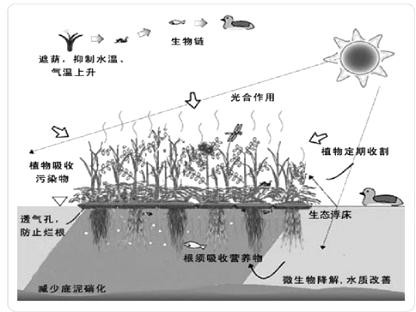 生物链
遮荫，抑制水温、
气温上升
光合作用
植物吸收
污染物
植物定期收割
透气孔，
防止烂根
生态浮床
根须吸收营养物
减少底泥硝化
微生物降解，水质改善